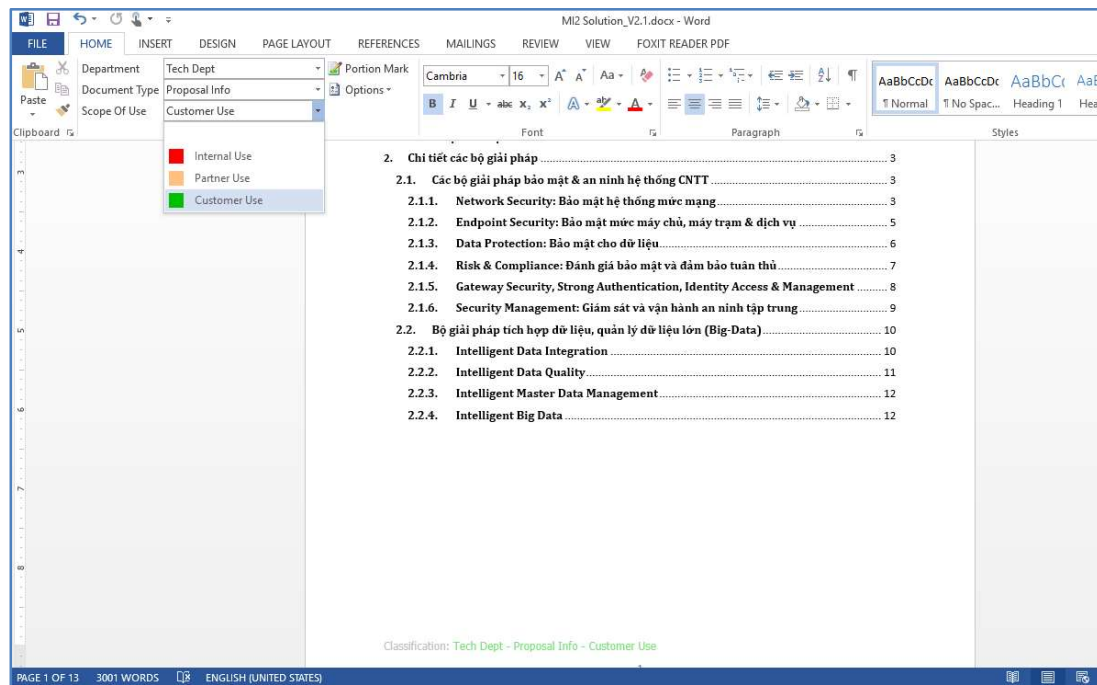 MI2 Solution_V2.1.docx - Word
FILE HOME INSERT DESIGN PAGE LAYOUT REFERENCES MAILINGS REVIEW VIEW FOXIT READER PDF
Paste
Clipboard
Department Tech Dept
Document Type Proposal Info
Scope Of Use Customer Use
Internal Use
Partner Use
Customer Use
Portion Mark
Options
Cambria 16 A A Aa
B I U abc X₂ X² A aby A
Font
Paragraph
AaBbCcDc AaBbCcDc AaBbC AaB
¶ Normal ¶ No Spac... Heading 1 Hea
Styles
2. Chi tiết các bộ giải pháp 3
2.1. Các bộ giải pháp bảo mật & an ninh hệ thống CNTT 3
2.1.1. Network Security: Bảo mật hệ thống mức mạng 3
2.1.2. Endpoint Security: Bảo mật mức máy chủ, máy trạm & dịch vụ 5
2.1.3. Data Protection: Bảo mật cho dữ liệu 6
2.1.4. Risk & Compliance: Đánh giá bảo mật và đảm bảo tuân thủ 7
2.1.5. Gateway Security, Strong Authentication, Identity Access & Management 8
2.1.6. Security Management: Giám sát và vận hành an ninh tập trung 9
2.2. Bộ giải pháp tích hợp dữ liệu, quản lý dữ liệu lớn (Big-Data) 10
2.2.1. Intelligent Data Integration 10
2.2.2. Intelligent Data Quality 11
2.2.3. Intelligent Master Data Management 12
2.2.4. Intelligent Big Data 12
Classification: Tech Dept - Proposal Info - Customer Use
PAGE 1 OF 13 3001 WORDS ENGLISH (UNITED STATES)